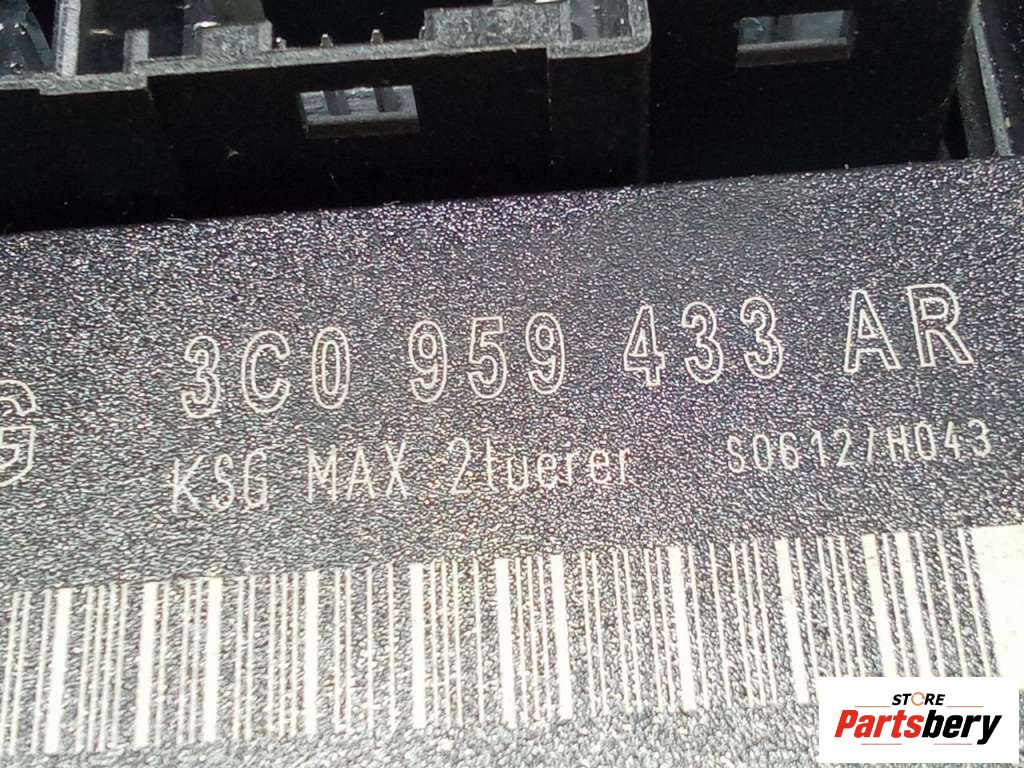 G 3C0 959 433 AR
KSG MAX 2tuerer S0612/H043
STORE
Partsbery